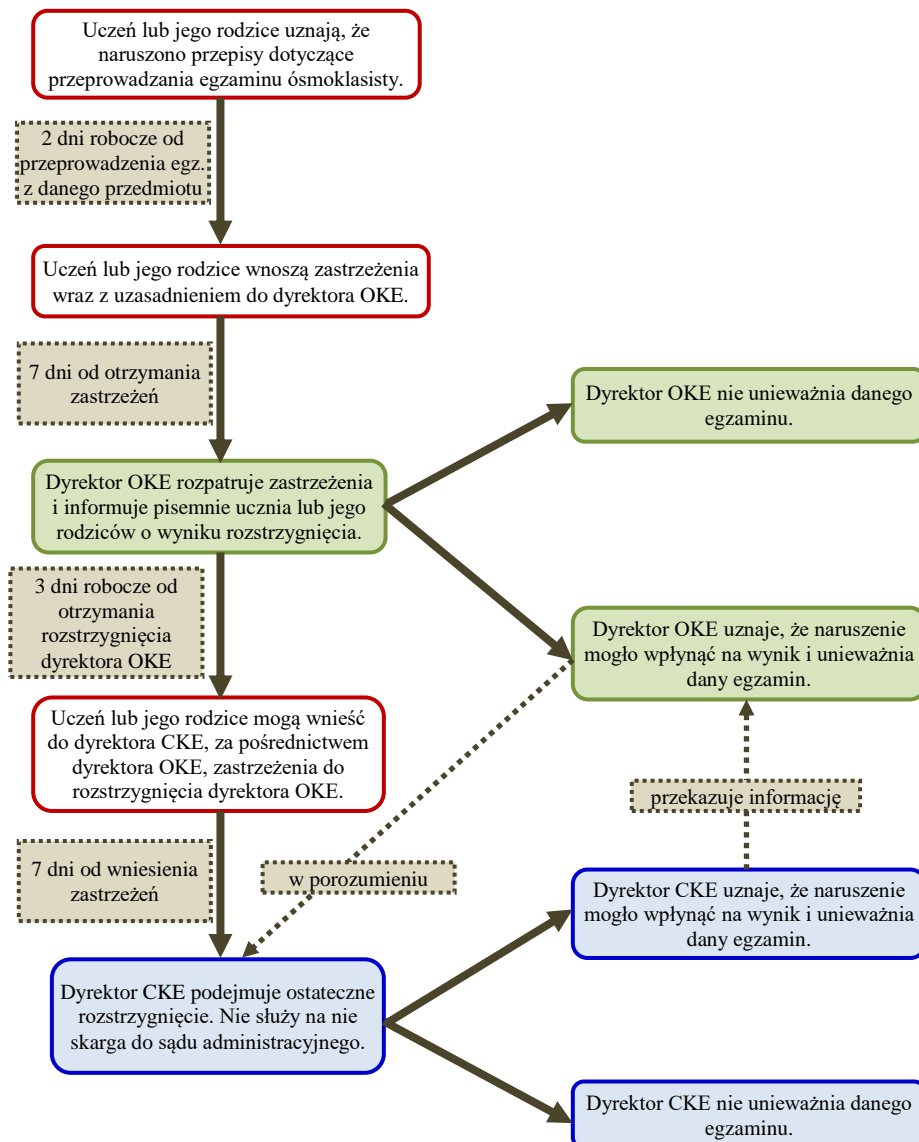 Uczeń lub jego rodzice uznają, że
naruszono przepisy dotyczące
przeprowadzania egzaminu ósmoklasisty.
2 dni robocze od
przeprowadzenia egz.
z danego przedmiotu
Uczeń lub jego rodzice wnoszą zastrzeżenia
wraz z uzasadnieniem do dyrektora OKE.
7 dni od otrzymania
zastrzeżeń
Dyrektor OKE nie unieważnia danego
egzaminu.
Dyrektor OKE rozpatruje zastrzeżenia
i informuje pisemnie ucznia lub jego
rodziców o wyniku rozstrzygnięcia.
3 dni robocze od
otrzymania
rozstrzygnięcia
dyrektora OKE
Dyrektor OKE uznaje, że naruszenie
mogło wpłynąć na wynik i unieważnia
dany egzamin.
Uczeń lub jego rodzice mogą wnieść
do dyrektora CKE, za pośrednictwem
dyrektora OKE, zastrzeżenia do
rozstrzygnięcia dyrektora OKE.
przekazuje informację
7 dni od wniesienia
zastrzeżeń
w porozumieniu
Dyrektor CKE uznaje, że naruszenie
mogło wpłynąć na wynik i unieważnia
dany egzamin.
Dyrektor CKE podejmuje ostateczne
rozstrzygnięcie. Nie służy na nie
skarga do sądu administracyjnego.
Dyrektor CKE nie unieważnia danego
egzaminu.